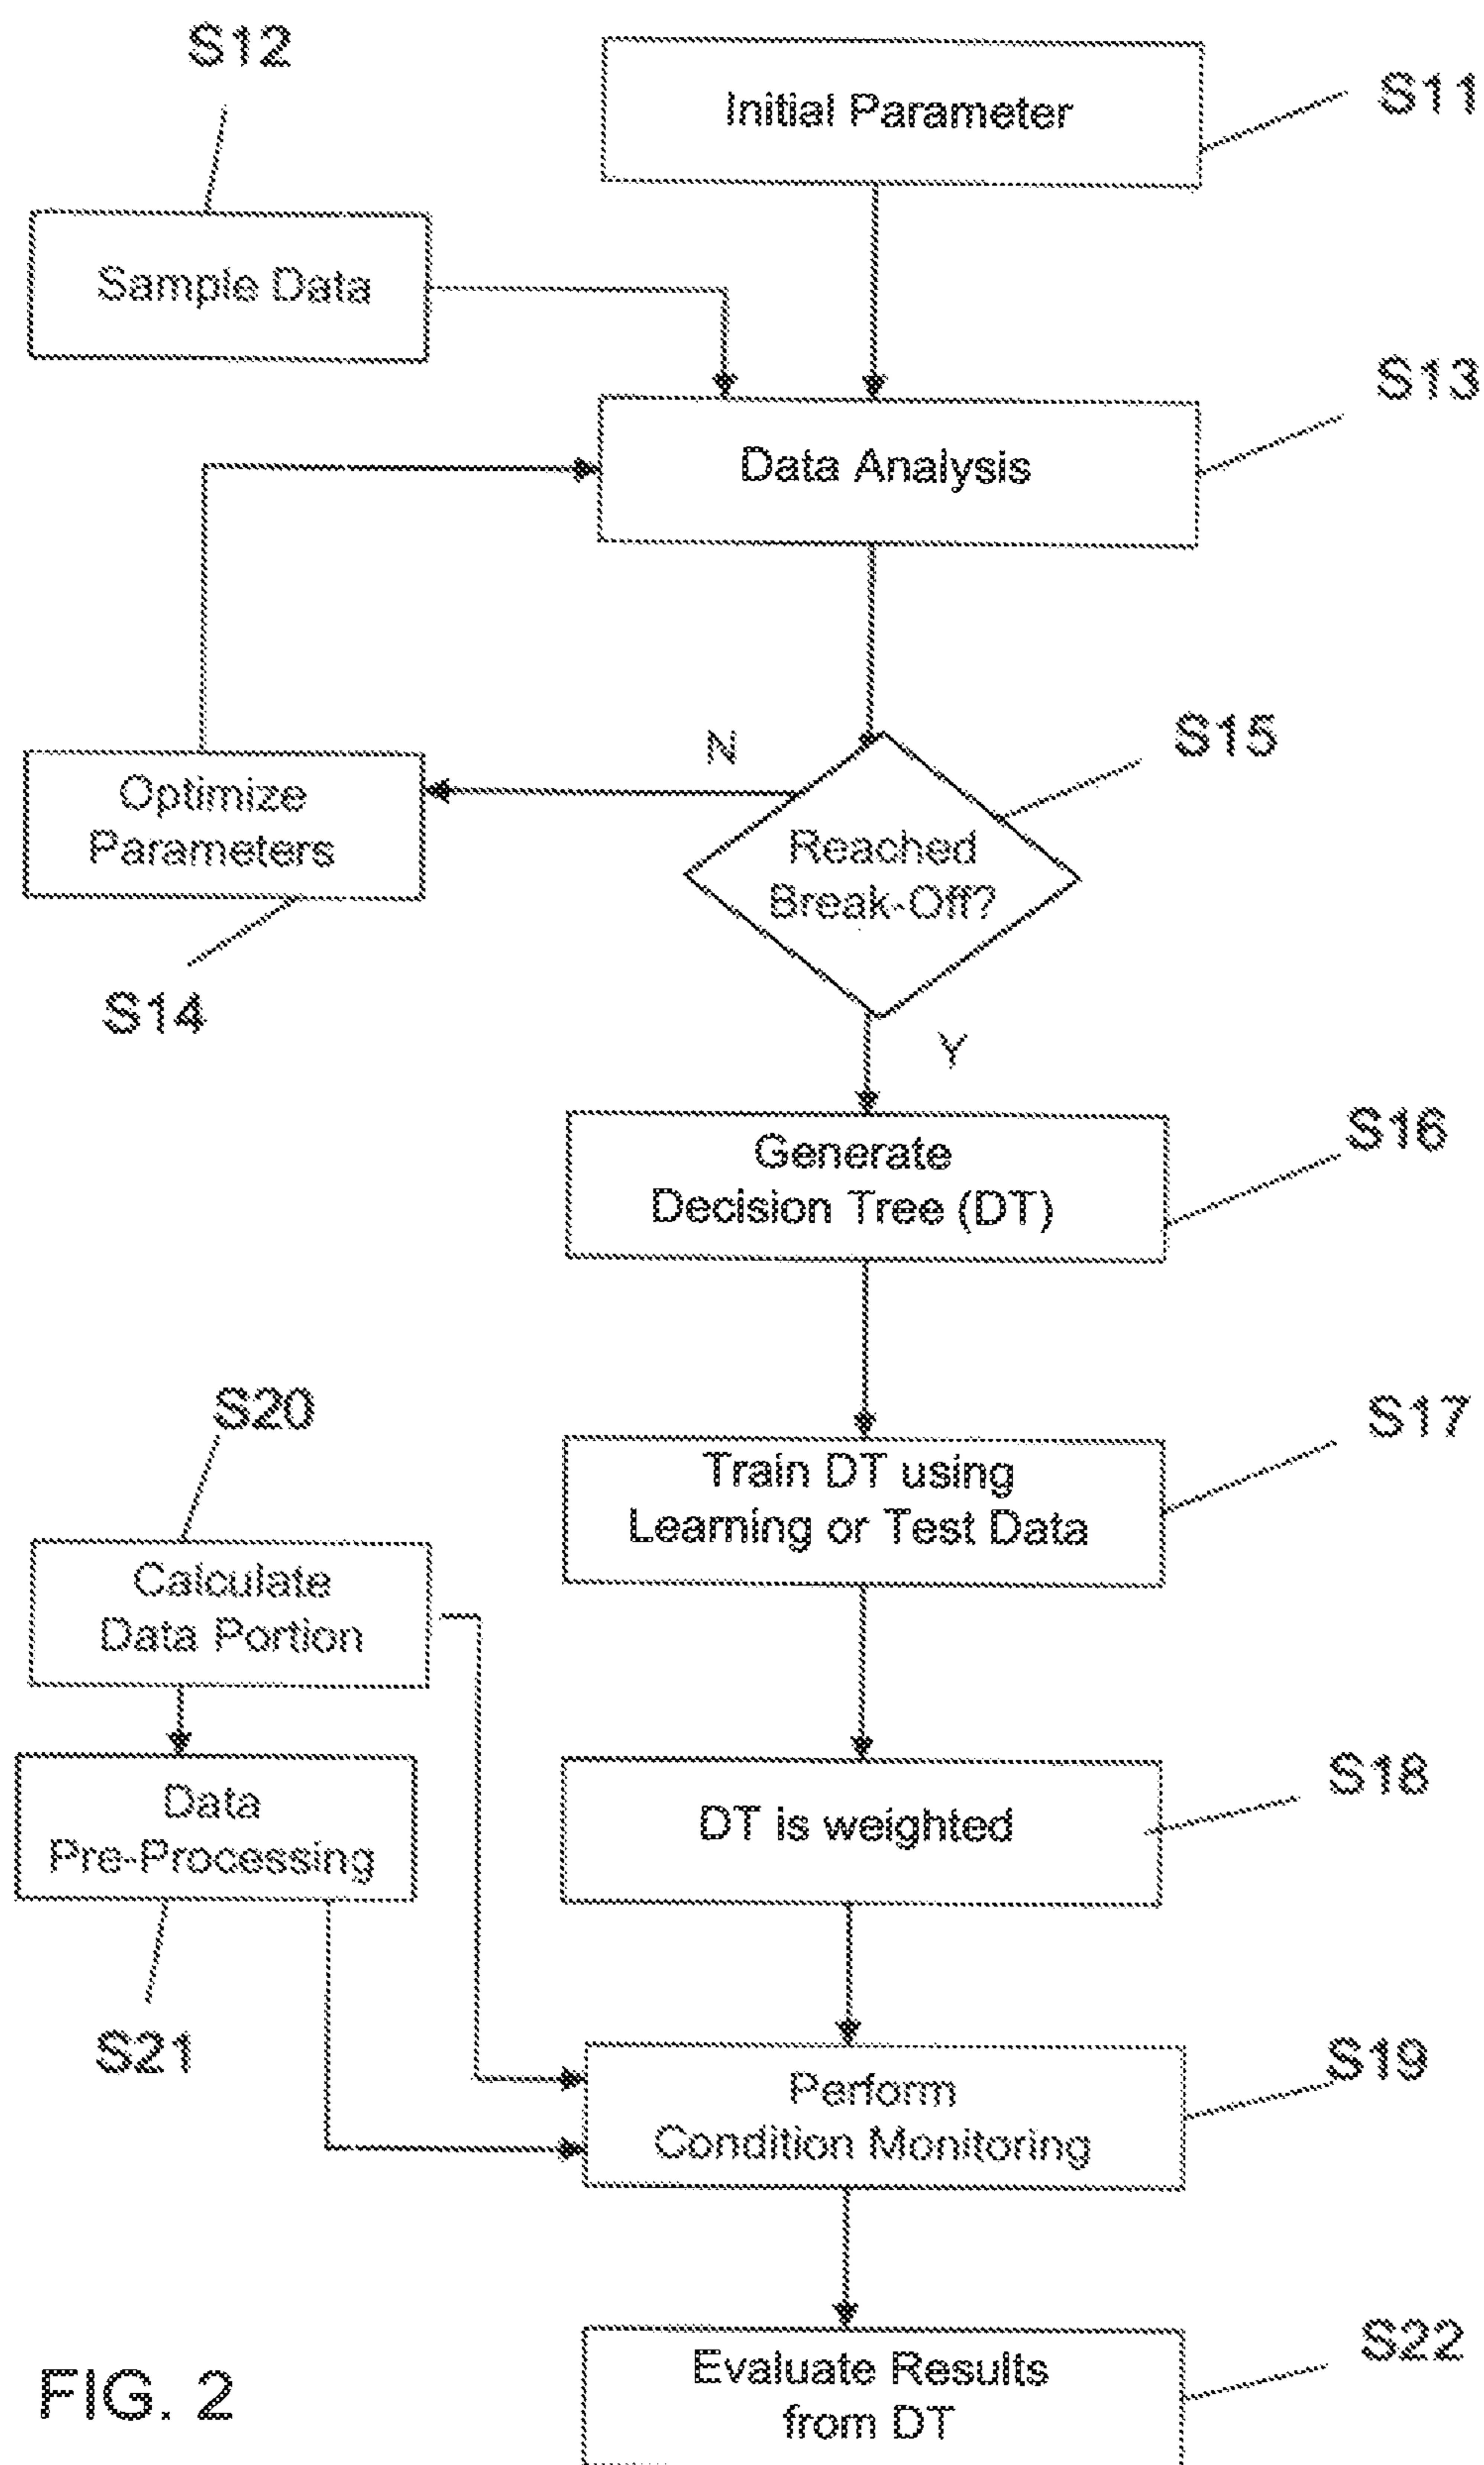 S12
Initial Parameter
S11
Sample Data
S13
Data Analysis
N
S15
Optimize
Parameters
Reached
Break-Off?
S14
Y
S16
Generate
Decision Tree (DT)
S20
S17
Train DT using
Learning or Test Data
Calculate
Data Portion
S18
Data
Pre-Processing
DT is weighted
S21
S19
Perform
Condition Monitoring
S22
Evaluate Results
from DT
FIG. 2